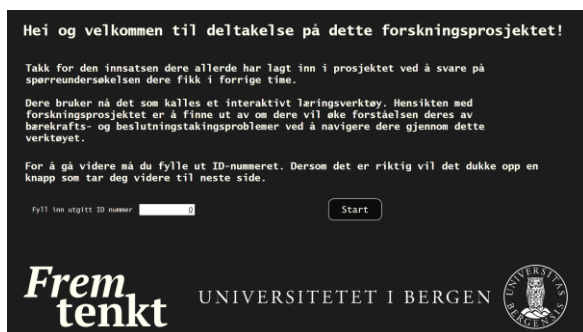 Hei og velkommen til deltakelse på dette forskningsprosjektet!
Takk for den innsatsen dere allerde har lagt inn i prosjektet ved å svare på
spørreundersøkelsen dere fikk i forrige time.
Dere bruker nå det som kalles et interaktivt læringsverktøy. Hensikten med
forskningsprosjektet er å finne ut av om dere vil øke forståelsen deres av
bærekrafts- og beslutningstakingsproblemer ved å navigere dere gjennom dette
verktøyet.
For å gå videre må du fylle ut ID-nummeret. Dersom det er riktig vil det dukke opp en
knapp som tar deg videre til neste side.
Fyll inn utgitt ID nummer 0
Start
Frem
tenkt
UNIVERSITETET I BERGEN
UNIVERSITAS BERGENSIS